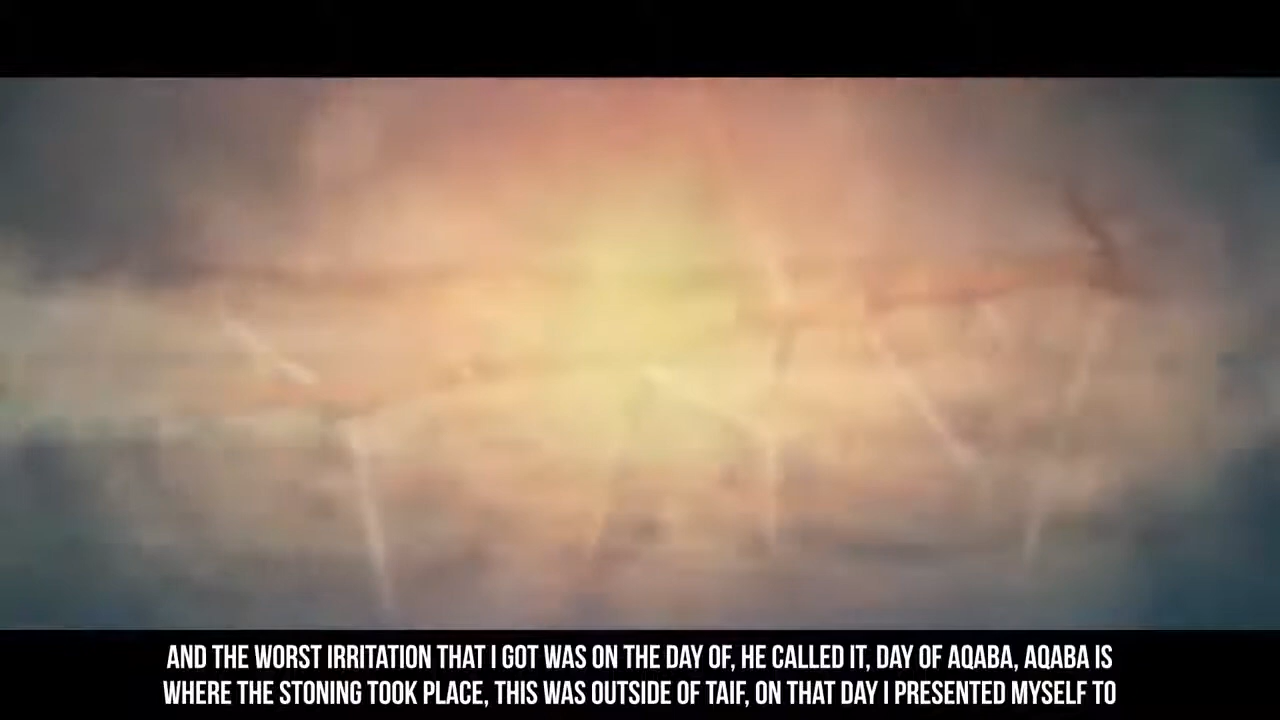 AND THE WORST IRRITATION THAT I GOT WAS ON THE DAY OF, HE CALLED IT, DAY OF AQABA, AQABA IS
WHERE THE STONING TOOK PLACE, THIS WAS OUTSIDE OF TAIF, ON THAT DAY I PRESENTED MYSELF TO